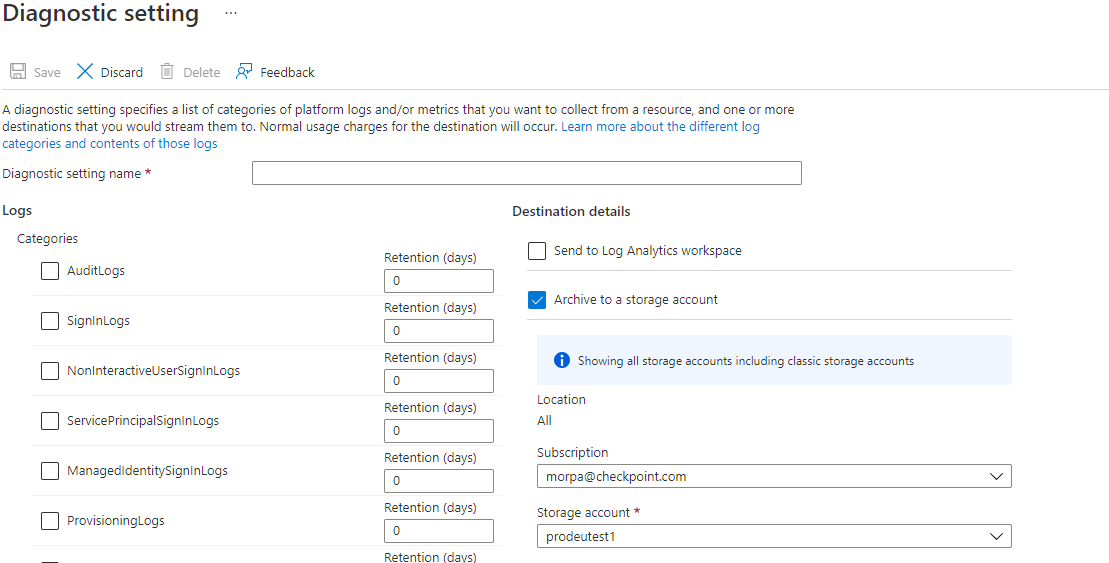 Diagnostic setting ...
Save Discard Delete Feedback
A diagnostic setting specifies a list of categories of platform logs and/or metrics that you want to collect from a resource, and one or more
destinations that you would stream them to. Normal usage charges for the destination will occur. Learn more about the different log
categories and contents of those logs
Diagnostic setting name *
Logs
Categories
Retention (days)
AuditLogs
0
Retention (days)
SignInLogs
0
Retention (days)
NonInteractiveUserSignInLogs
0
Retention (days)
ServicePrincipalSignInLogs
0
Retention (days)
ManagedIdentitySignInLogs
0
Retention (days)
ProvisioningLogs
0
Retention (days)
Destination details
Send to Log Analytics workspace
Archive to a storage account
Showing all storage accounts including classic storage accounts
Location
All
Subscription
morpa@checkpoint.com
Storage account *
prodeutest1